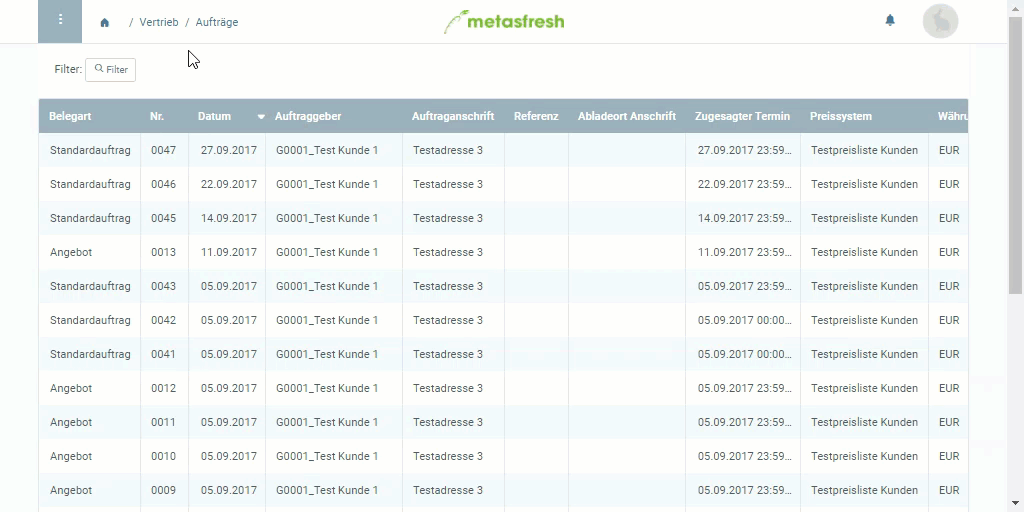 / Vertrieb / Aufträge
metasfresh
Filter: Filter
Belegart Nr. Datum Auftraggeber Auftraganschrift Referenz Abladeort Anschrift Zugesagter Termin Preissystem Währu
Standardauftrag 0047 27.09.2017 G0001_Test Kunde 1 Testadresse 3 27.09.2017 23:59... Testpreisliste Kunden EUR
Standardauftrag 0046 22.09.2017 G0001_Test Kunde 1 Testadresse 3 22.09.2017 23:59... Testpreisliste Kunden EUR
Standardauftrag 0045 14.09.2017 G0001_Test Kunde 1 Testadresse 3 14.09.2017 23:59... Testpreisliste Kunden EUR
Angebot 0013 11.09.2017 G0001_Test Kunde 1 Testadresse 3 11.09.2017 23:59... Testpreisliste Kunden EUR
Standardauftrag 0043 05.09.2017 G0001_Test Kunde 1 Testadresse 3 05.09.2017 23:59... Testpreisliste Kunden EUR
Standardauftrag 0042 05.09.2017 G0001_Test Kunde 1 Testadresse 3 05.09.2017 00:00... Testpreisliste Kunden EUR
Standardauftrag 0041 05.09.2017 G0001_Test Kunde 1 Testadresse 3 05.09.2017 00:00... Testpreisliste Kunden EUR
Angebot 0012 05.09.2017 G0001_Test Kunde 1 Testadresse 3 05.09.2017 23:59... Testpreisliste Kunden EUR
Angebot 0011 05.09.2017 G0001_Test Kunde 1 Testadresse 3 05.09.2017 23:59... Testpreisliste Kunden EUR
Angebot 0010 05.09.2017 G0001_Test Kunde 1 Testadresse 3 05.09.2017 23:59... Testpreisliste Kunden EUR
Angebot 0009 05.09.2017 G0001_Test Kunde 1 Testadresse 3 05.09.2017 23:59... Testpreisliste Kunden EUR